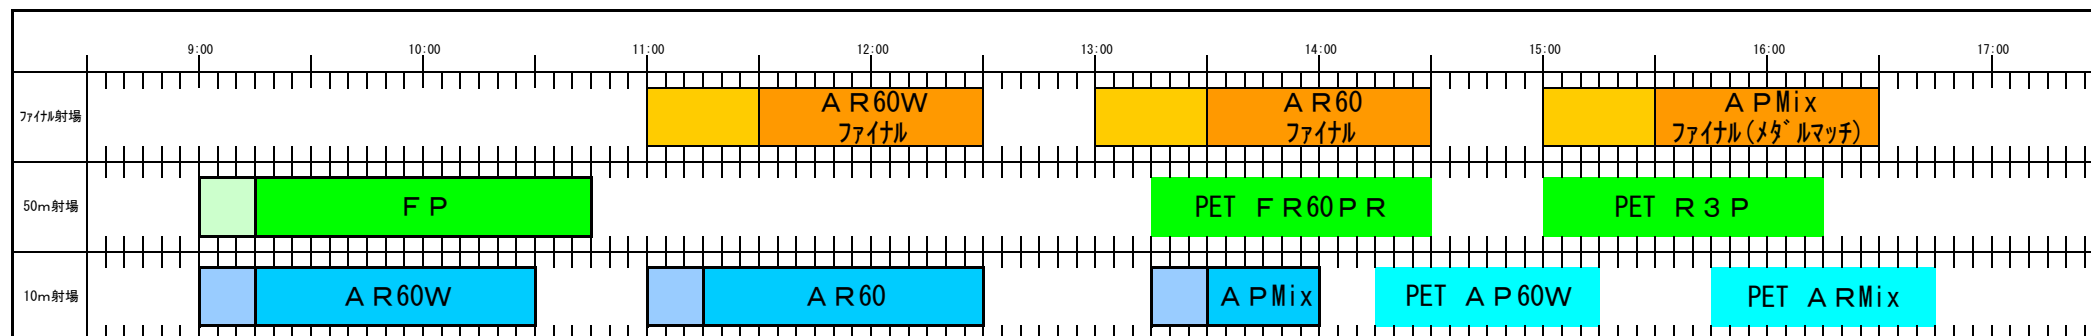 9:00 10:00 11:00 12:00 13:00 14:00 15:00 16:00 17:00
ﾌｧｲﾅﾙ射場
ＡＲ60Ｗ
ﾌｧｲﾅﾙ
ＡＲ60
ﾌｧｲﾅﾙ
ＡＰMix
ﾌｧｲﾅﾙ(ﾒﾀﾞﾙﾏｯﾁ)
50ｍ射場
ＦＰ
PET ＦＲ60ＰＲ
PET Ｒ３Ｐ
10ｍ射場
ＡＲ60Ｗ
ＡＲ60
ＡＰMix
PET ＡＰ60Ｗ
PET ＡＲMix